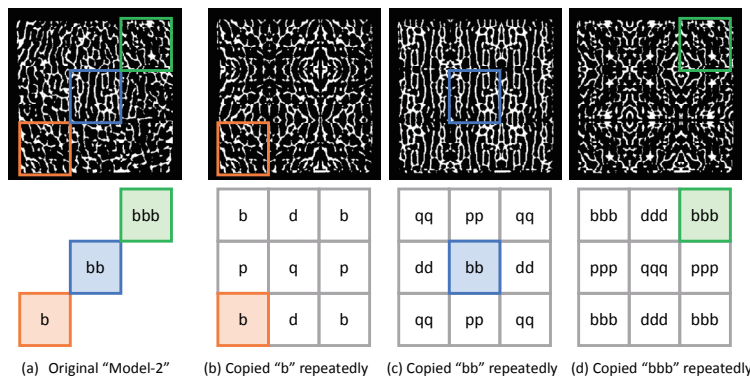 bbb
bb
b
b d b
p q p
b d b
qq pp qq
dd bb dd
qq pp qq
bbb ddd bbb
ppp qqq ppp
bbb ddd bbb
(a) Original “Model-2”
(b) Copied “b” repeatedly
(c) Copied “bb” repeatedly
(d) Copied “bbb” repeatedly